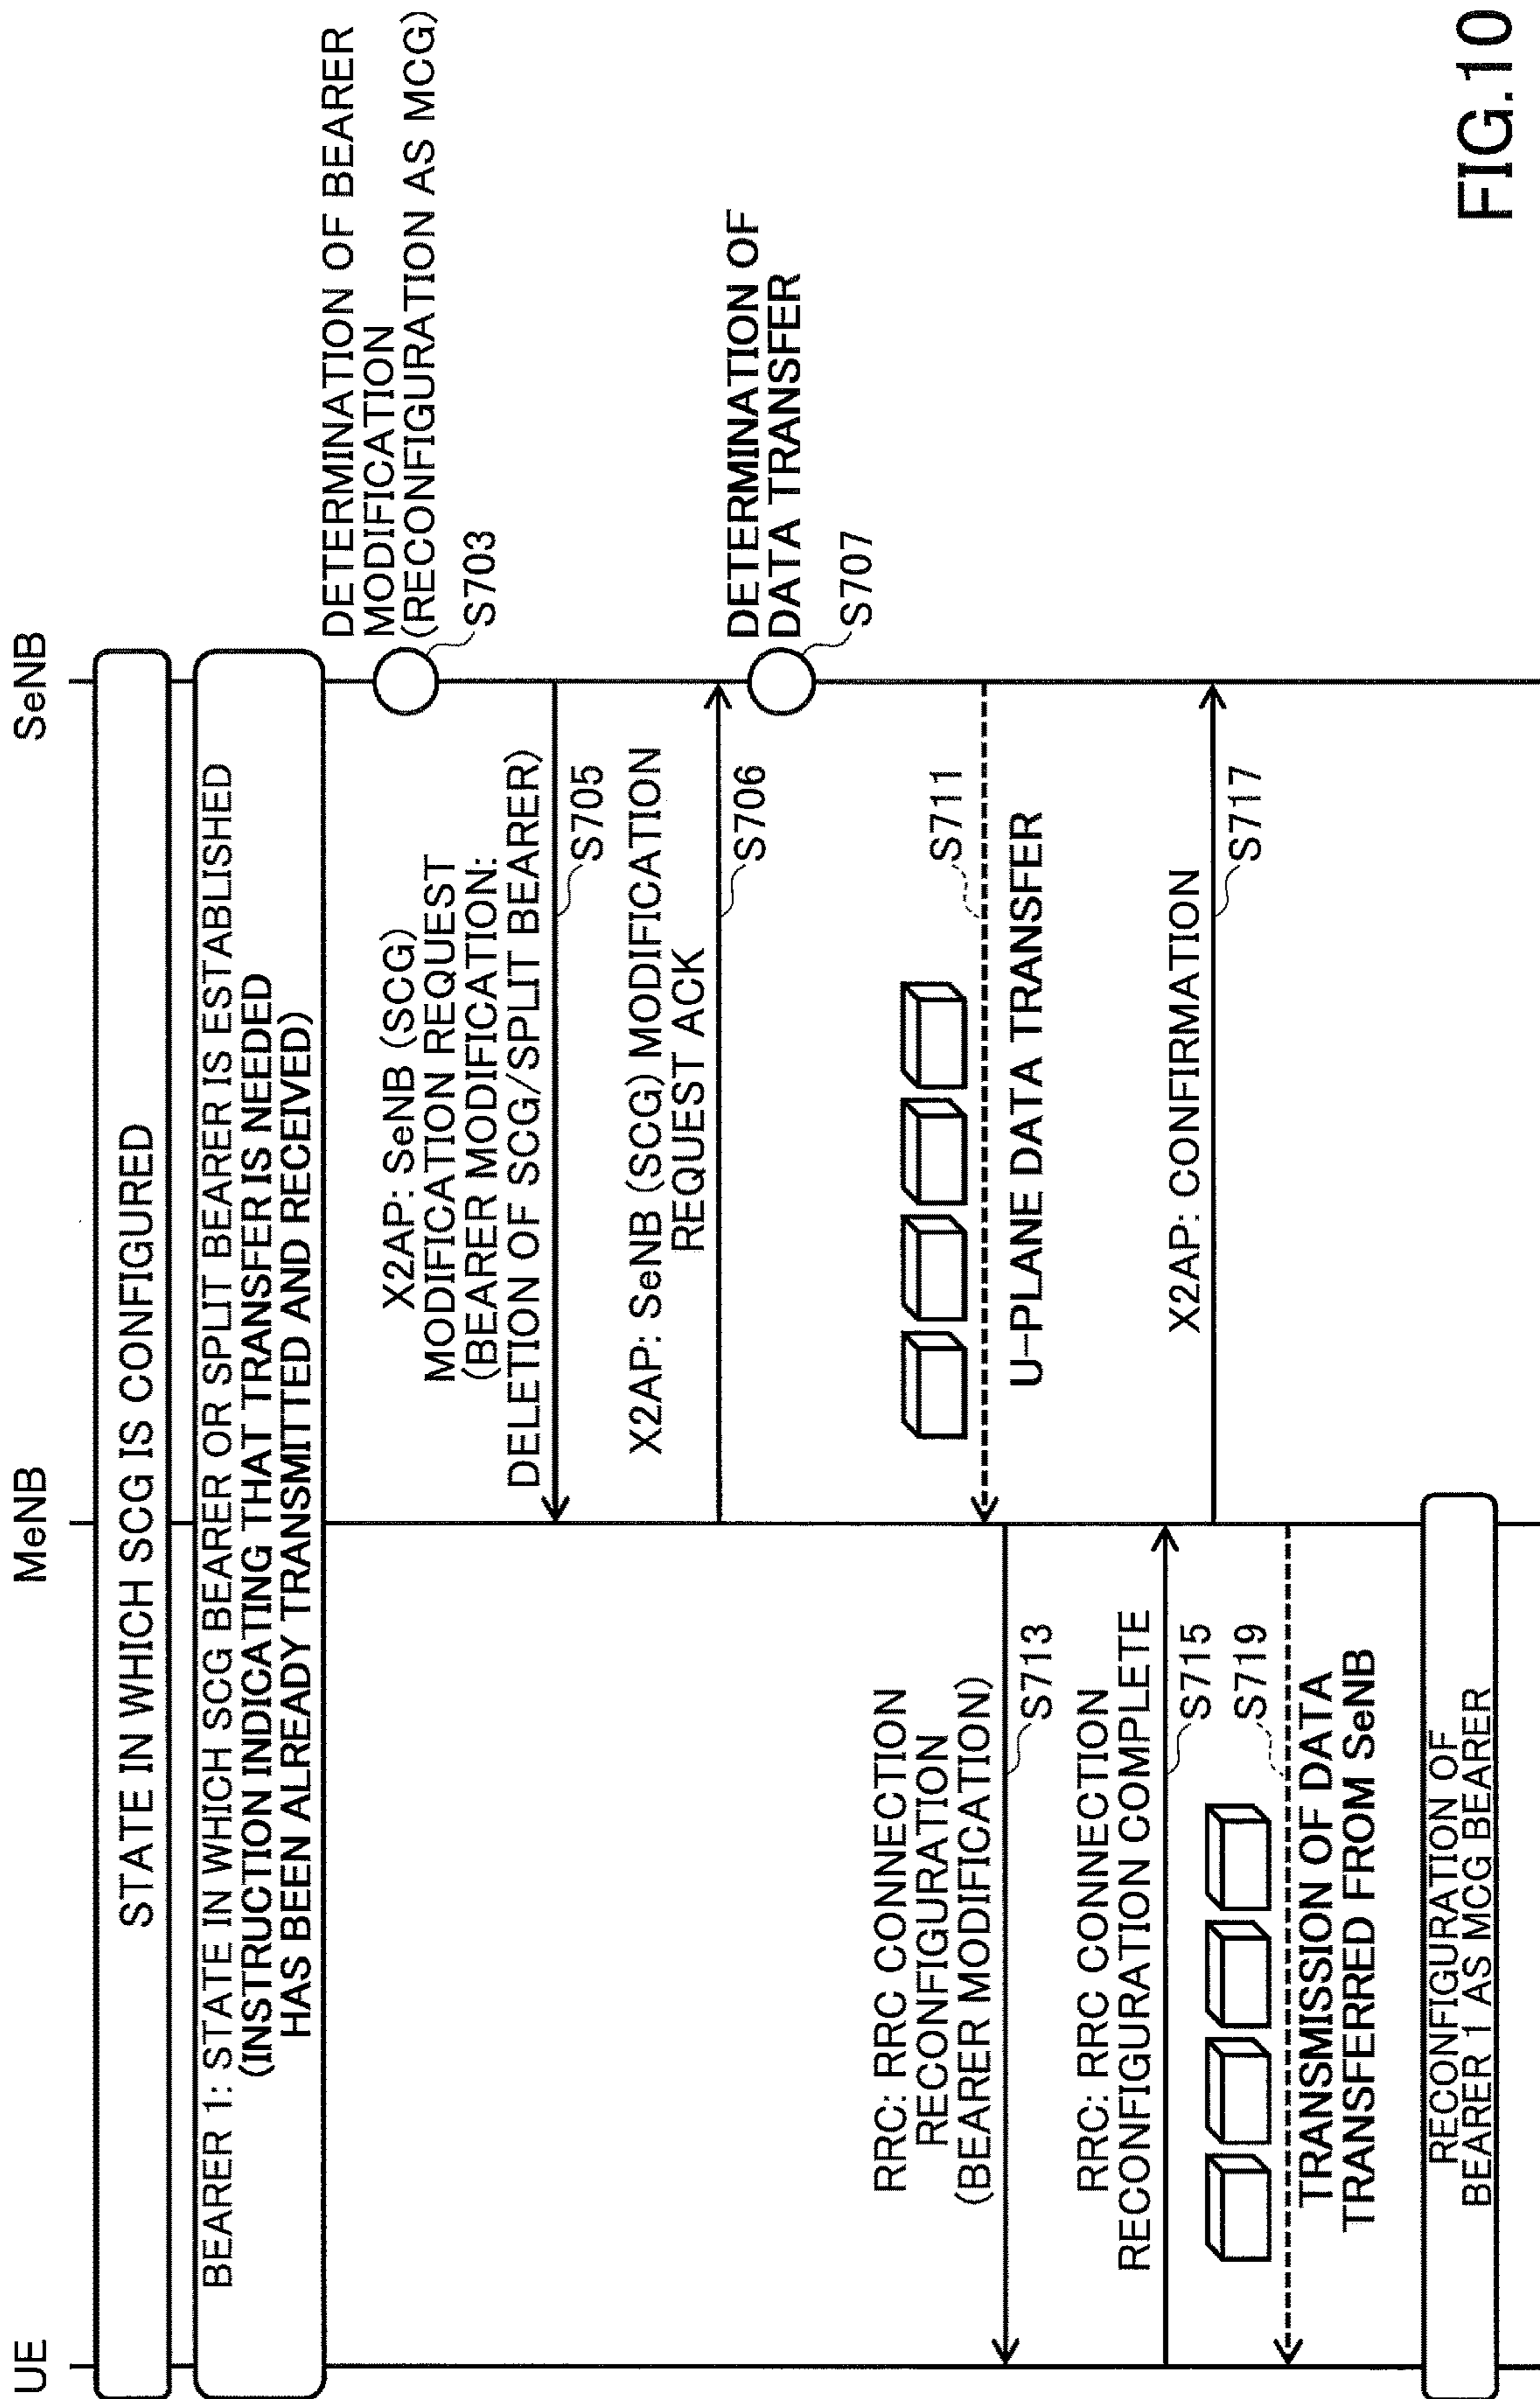 UE
MeNB
SeNB
STATE IN WHICH SCG IS CONFIGURED
BEARER 1: STATE IN WHICH SCG BEARER OR SPLIT BEARER IS ESTABLISHED
(INSTRUCTION INDICATING THAT TRANSFER IS NEEDED
HAS BEEN ALREADY TRANSMITTED AND RECEIVED)
DETERMINATION OF BEARER
MODIFICATION
(RECONFIGURATION AS MCG)
S703
X2AP: SeNB (SCG)
MODIFICATION REQUEST
(BEARER MODIFICATION:
DELETION OF SCG/SPLIT BEARER)
S705
X2AP: SeNB (SCG) MODIFICATION
REQUEST ACK
S706
DETERMINATION OF
DATA TRANSFER
S707
S711
U-PLANE DATA TRANSFER
RRC: RRC CONNECTION
RECONFIGURATION
(BEARER MODIFICATION)
S713
RRC: RRC CONNECTION
RECONFIGURATION COMPLETE
S715
X2AP: CONFIRMATION
S717
S719
TRANSMISSION OF DATA
TRANSFERRED FROM SeNB
RECONFIGURATION OF
BEARER 1 AS MCG BEARER
FIG.10